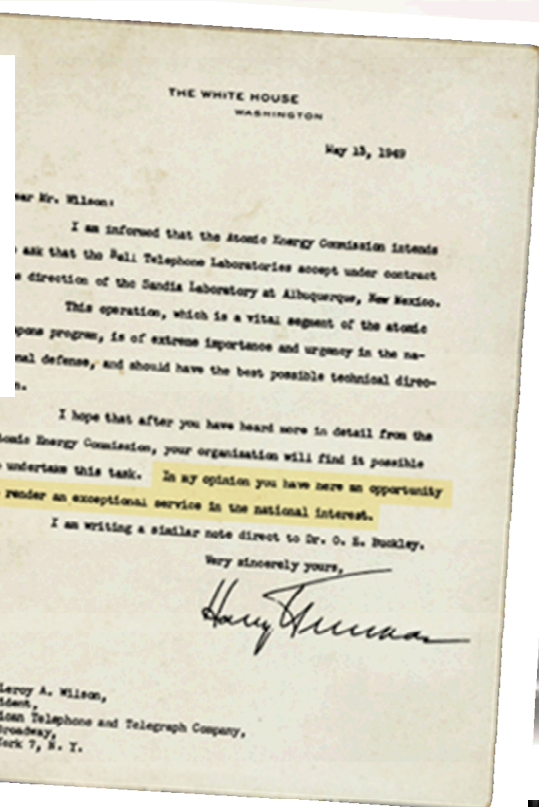 THE WHITE HOUSE
WASHINGTON
May 13, 1949
ear Mr. Wilson:
I am informed that the Atomic Energy Commission intends
ask that the Bell Telephone Laboratories accept under contract
e direction of the Sandia Laboratory at Albuquerque, New Mexico.
This operation, which is a vital segment of the atomic
pons program, is of extreme importance and urgency in the na-
nal defense, and should have the best possible technical direc-
n.
I hope that after you have heard more in detail from the
tomic Energy Commission, your organization will find it possible
o undertake this task. In my opinion you have here an opportunity
render an exceptional service in the national interest.
I am writing a similar note direct to Dr. O. E. Buckley.
Very sincerely yours,
Harry Truman
Leroy A. Wilson,
ident,
ican Telephone and Telegraph Company,
Broadway,
York 7, N. Y.